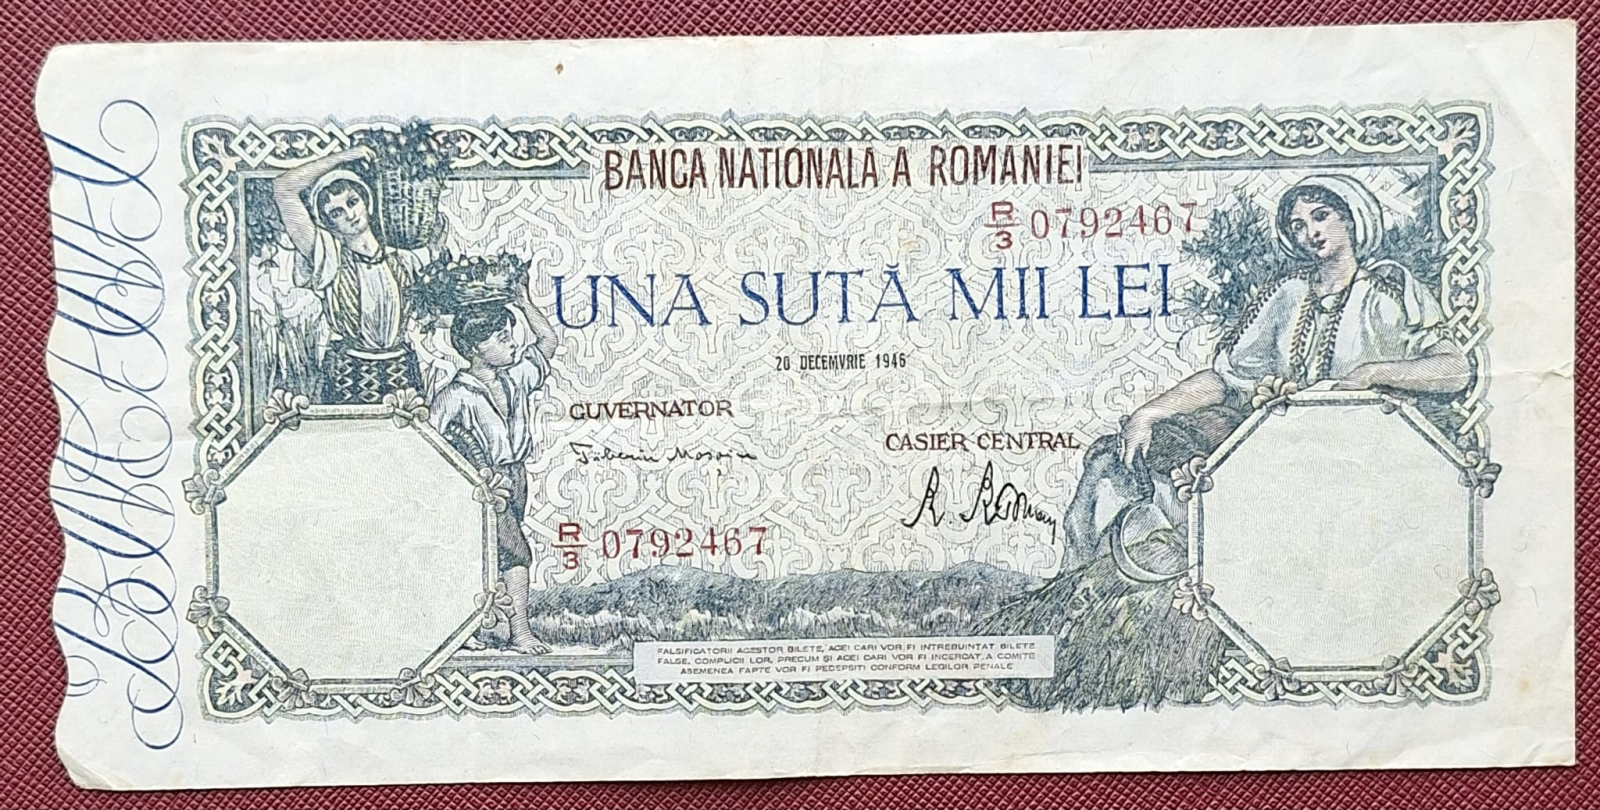 BANCA NATIONALA A ROMANIEI
R/3 0792467
UNA SUTĂ MII LEI
20 DECEMVRIE 1946
GUVERNATOR
CASIER CENTRAL
R/3 0792467
FALSIFICATORII ACESTOR BILETE, ACEI CARI VOR FI INTREBUINTAT BILETE
FALSE, COMPLICII LOR, PRECUM ȘI ACEI CARI VOR FI INCERCAT, A COMITE
ASEMENEA FAPTE VOR FI PEDEPSITI CONFORM LEGILOR PENALE